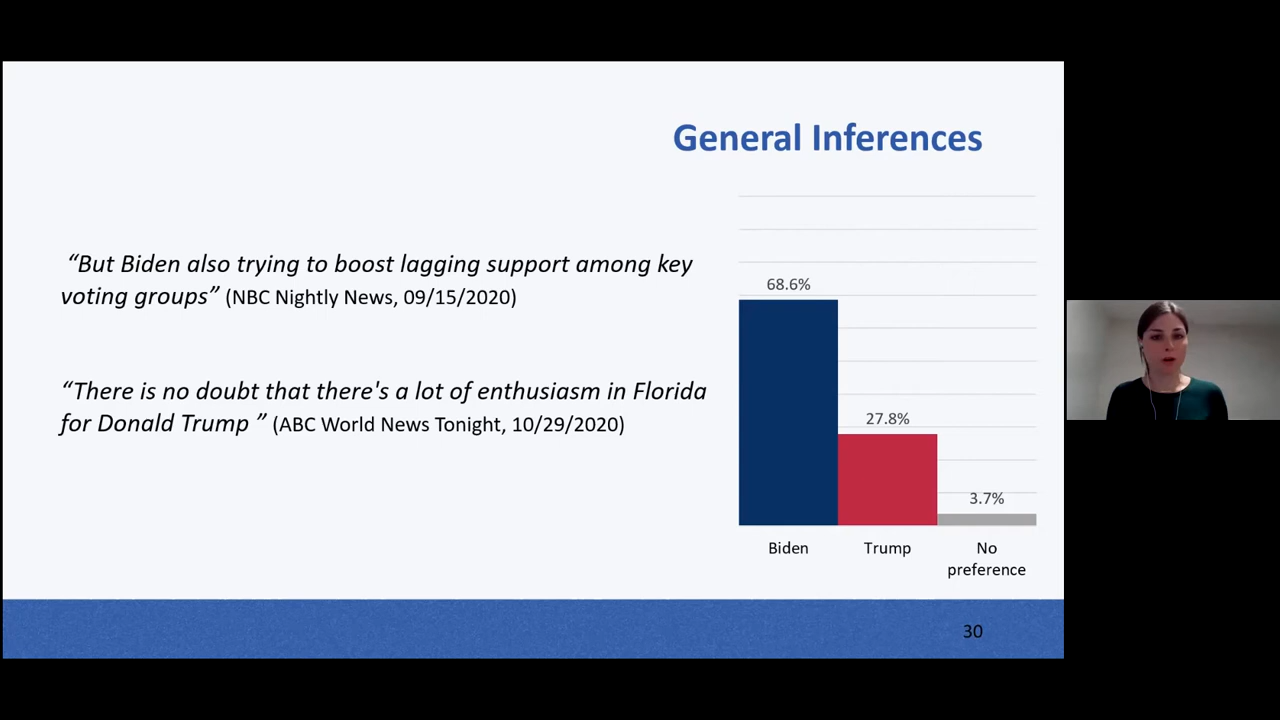 General Inferences
“But Biden also trying to boost lagging support among key
voting groups” (NBC Nightly News, 09/15/2020)
“There is no doubt that there's a lot of enthusiasm in Florida
for Donald Trump ” (ABC World News Tonight, 10/29/2020)
68.6%
27.8%
3.7%
Biden
Trump
No
preference
30